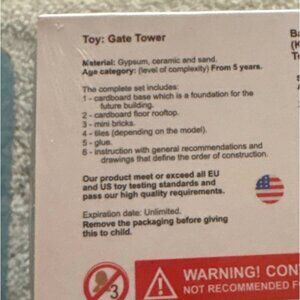 Toy: Gate Tower
Ba
Material: Gypsum, ceramic and sand.
(K
Age category: (level of complexity) From 5 years.
The complete set includes:
1 - cardboard base which is a foundation for the
future building.
2 - cardboard floor rooftop.
3 - mini bricks.
4 - tiles (depending on the model).
5 - glue.
6 - instruction with general recommendations and
drawings that define the order of construction.
Our product meet or exceed all EU
and US toy testing standards and
pass our high quality requirements.
Expiration date: Unlimited.
Remove the packaging before giving
this to child.
3
WARNING! CON
NOT RECOMMENDED F